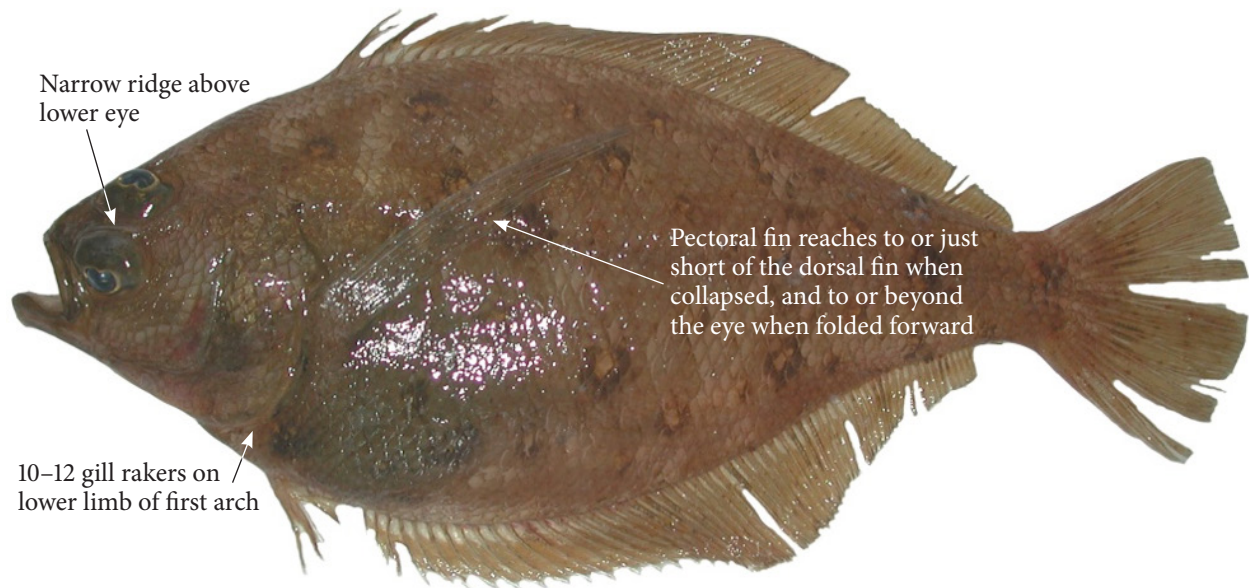 Narrow ridge above
lower eye
Pectoral fin reaches to or just
short of the dorsal fin when
collapsed, and to or beyond
the eye when folded forward
10–12 gill rakers on
lower limb of first arch